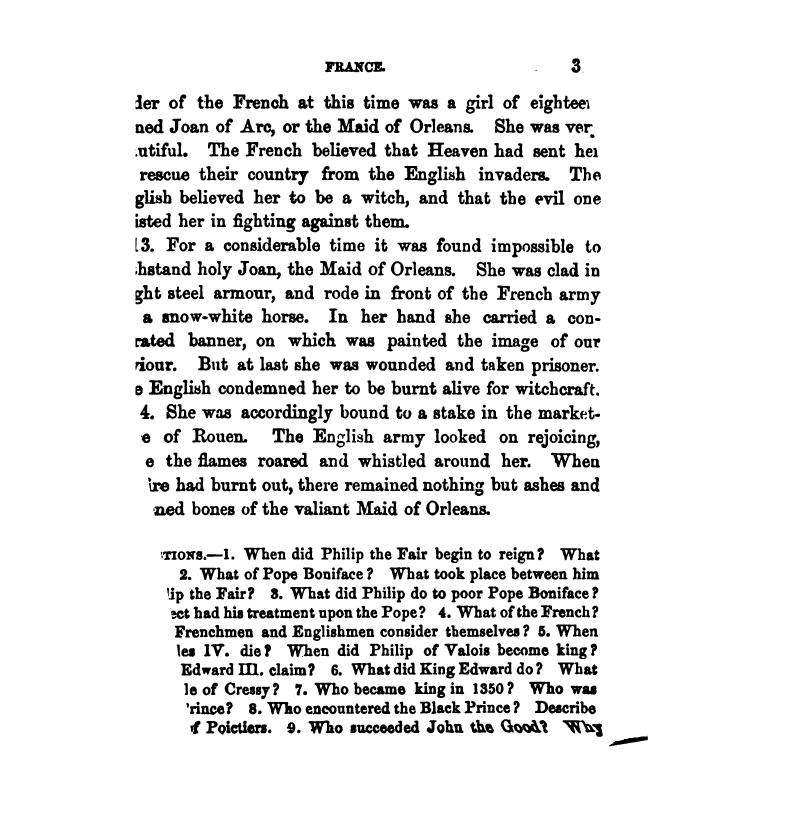 FRANCE. 3
der of the French at this time was a girl of eighteen
ned Joan of Arc, or the Maid of Orleans. She was very
utiful. The French believed that Heaven had sent her
rescue their country from the English invaders. The
glish believed her to be a witch, and that the evil one
isted her in fighting against them.
13. For a considerable time it was found impossible to
hstand holy Joan, the Maid of Orleans. She was clad in
ght steel armour, and rode in front of the French army
a snow-white horse. In her hand she carried a con-
rated banner, on which was painted the image of our
viour. But at last she was wounded and taken prisoner.
e English condemned her to be burnt alive for witchcraft.
4. She was accordingly bound to a stake in the market-
e of Rouen. The English army looked on rejoicing,
e the flames roared and whistled around her. When
ire had burnt out, there remained nothing but ashes and
ned bones of the valiant Maid of Orleans.
TIONS.—1. When did Philip the Fair begin to reign? What
2. What of Pope Boniface? What took place between him
lip the Fair? 3. What did Philip do to poor Pope Boniface?
ect had his treatment upon the Pope? 4. What of the French?
Frenchmen and Englishmen consider themselves? 5. When
les IV. die? When did Philip of Valois become king?
Edward III. claim? 6. What did King Edward do? What
le of Cressy? 7. Who became king in 1350? Who was
rince? 8. Who encountered the Black Prince? Describe
f Poictiers. 9. Who succeeded John the Good? Why